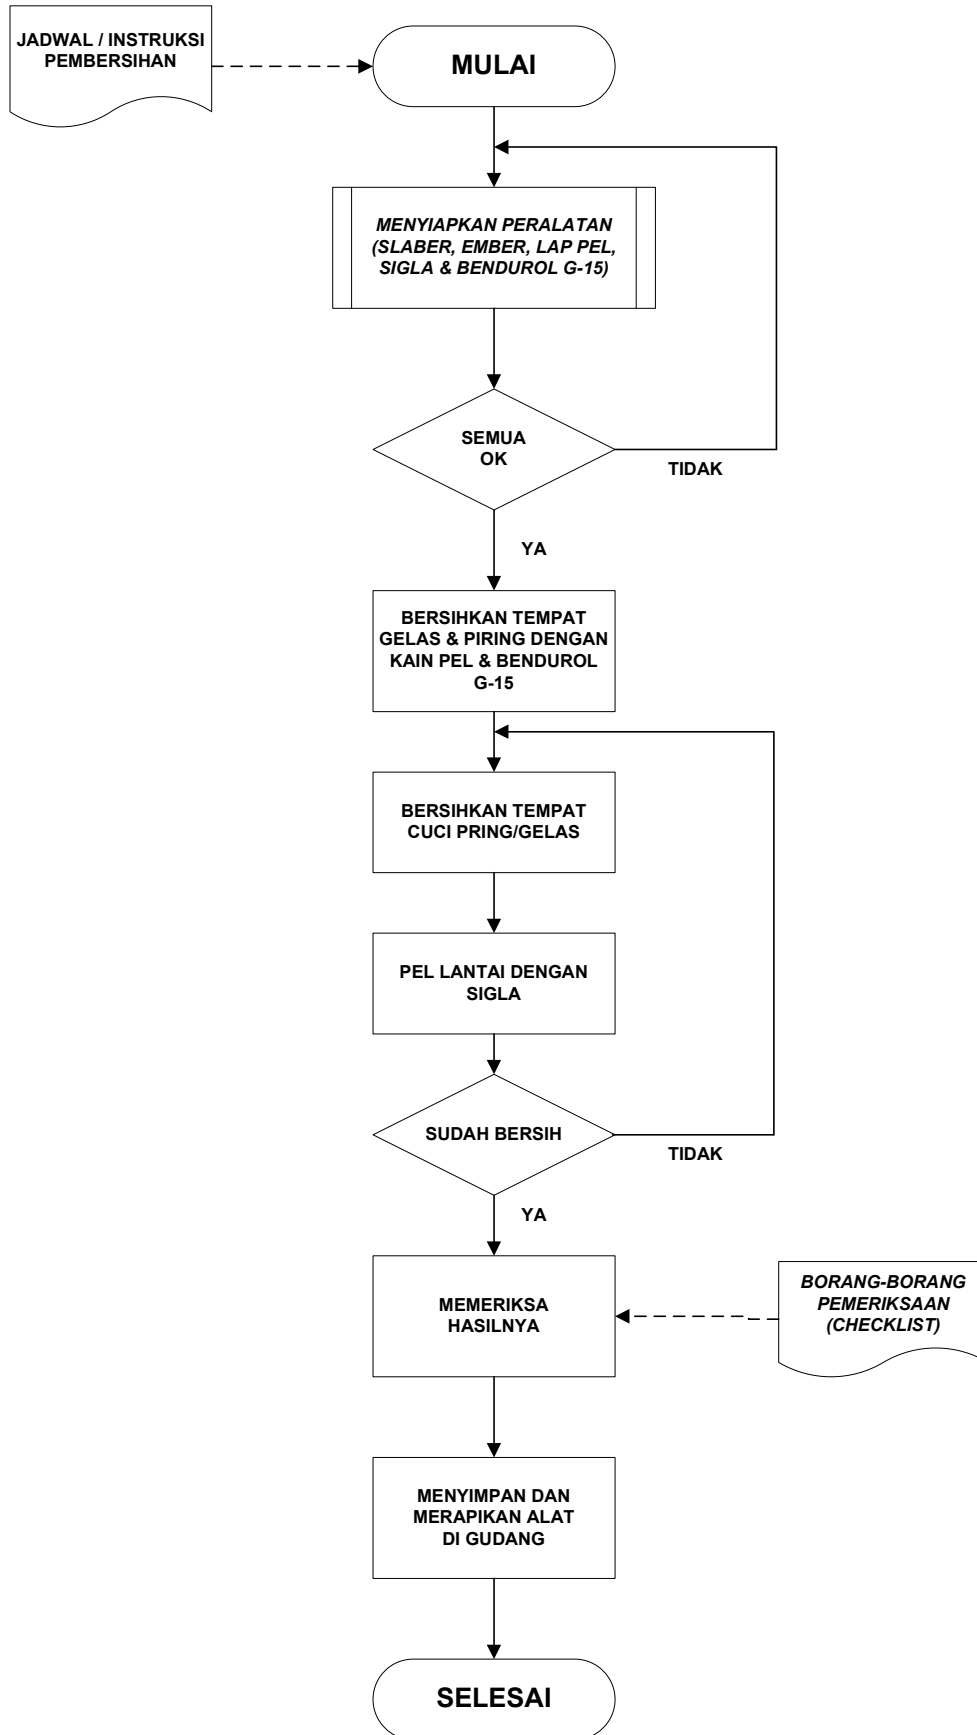 JADWAL / INSTRUKSI
PEMBERSIHAN
MULAI
MENYIAPKAN PERALATAN
(SLABER, EMBER, LAP PEL,
SIGLA & BENDUROL G-15)
SEMUA
OK
TIDAK
YA
BERSIHKAN TEMPAT
GELAS & PIRING DENGAN
KAIN PEL & BENDUROL
G-15
BERSIHKAN TEMPAT
CUCI PRING/GELAS
PEL LANTAI DENGAN
SIGLA
SUDAH BERSIH
TIDAK
YA
MEMERIKSA
HASILNYA
BORANG-BORANG
PEMERIKSAAN
(CHECKLIST)
MENYIMPAN DAN
MERAPIKAN ALAT
DI GUDANG
SELESAI